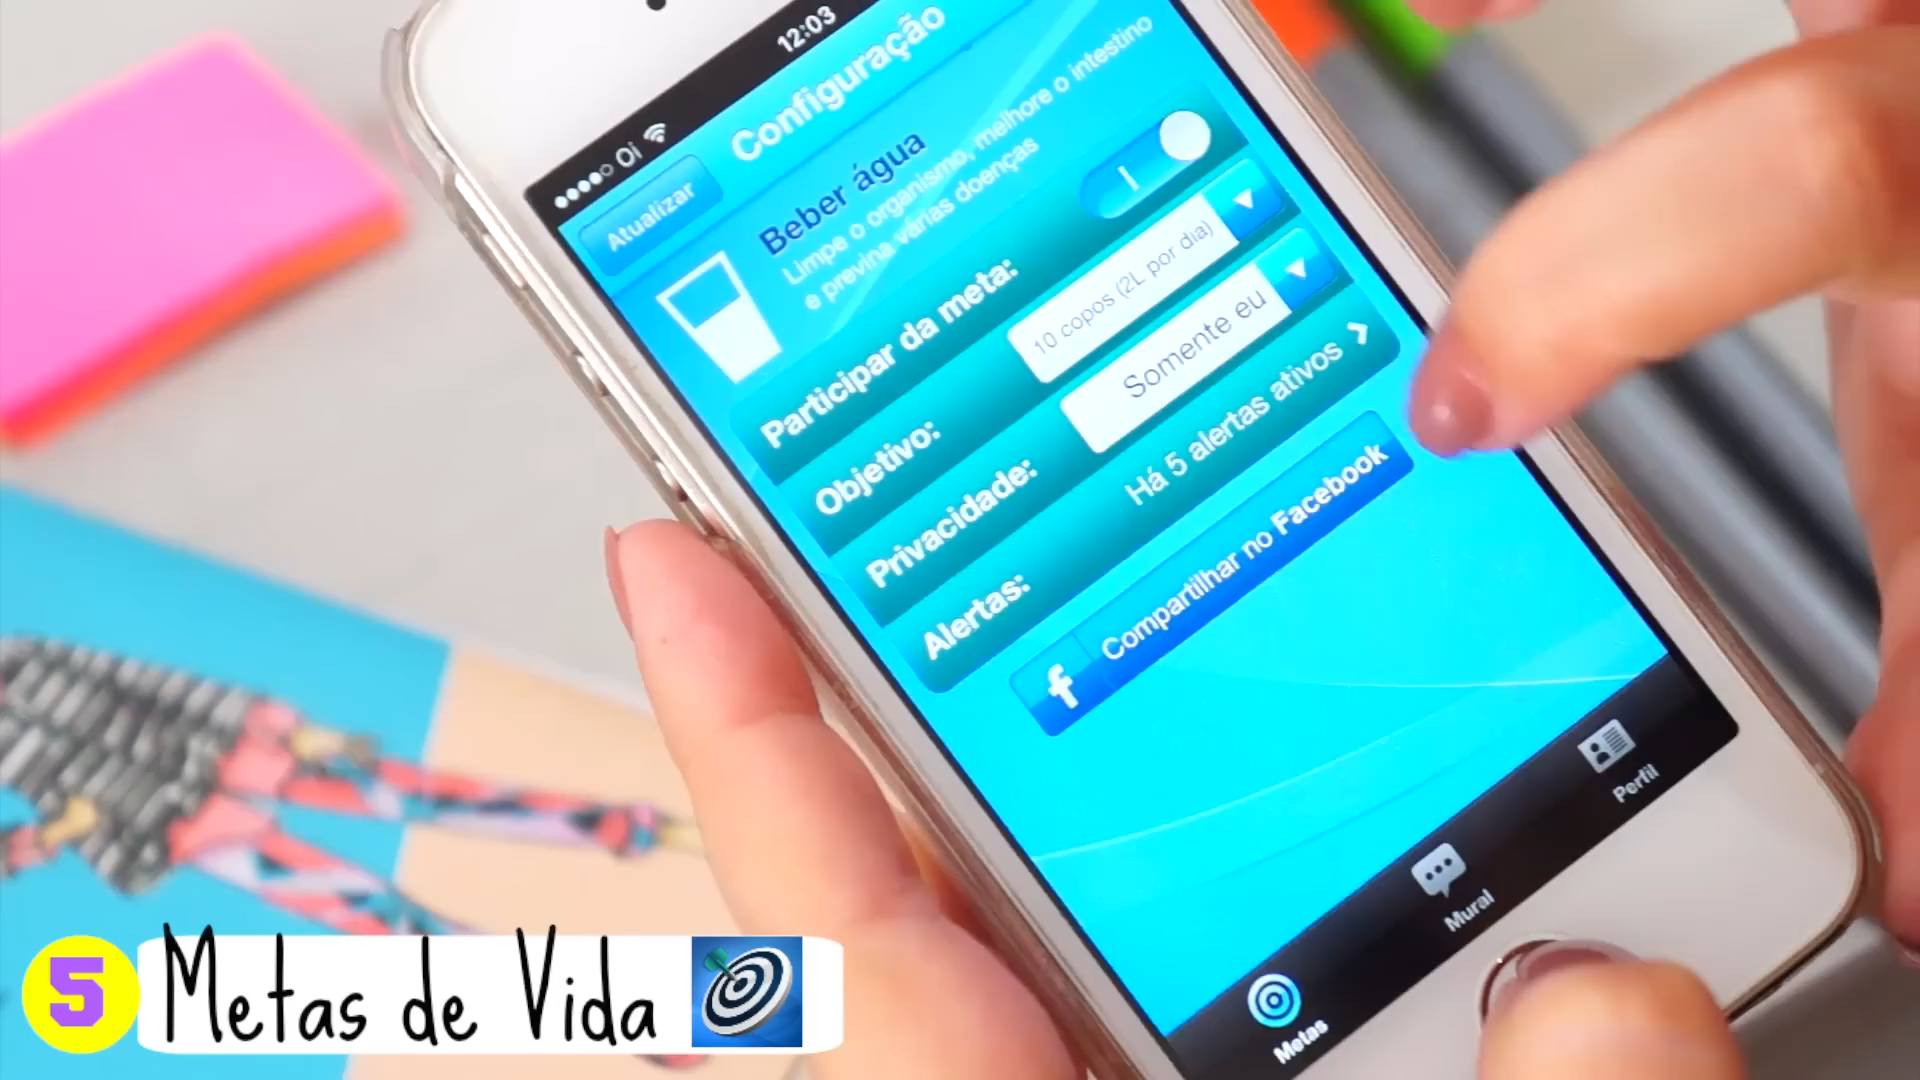 Oi 12:03
Atualizar
Configuração
Beber água
Limpe o organismo, melhore o intestino
e previna várias doenças
Participar da meta:
Objetivo: 10 copos (2L por dia)
Privacidade: Somente eu
Alertas: Há 5 alertas ativos
f Compartilhar no Facebook
Metas
Mural
Perfil
5 Metas de Vida